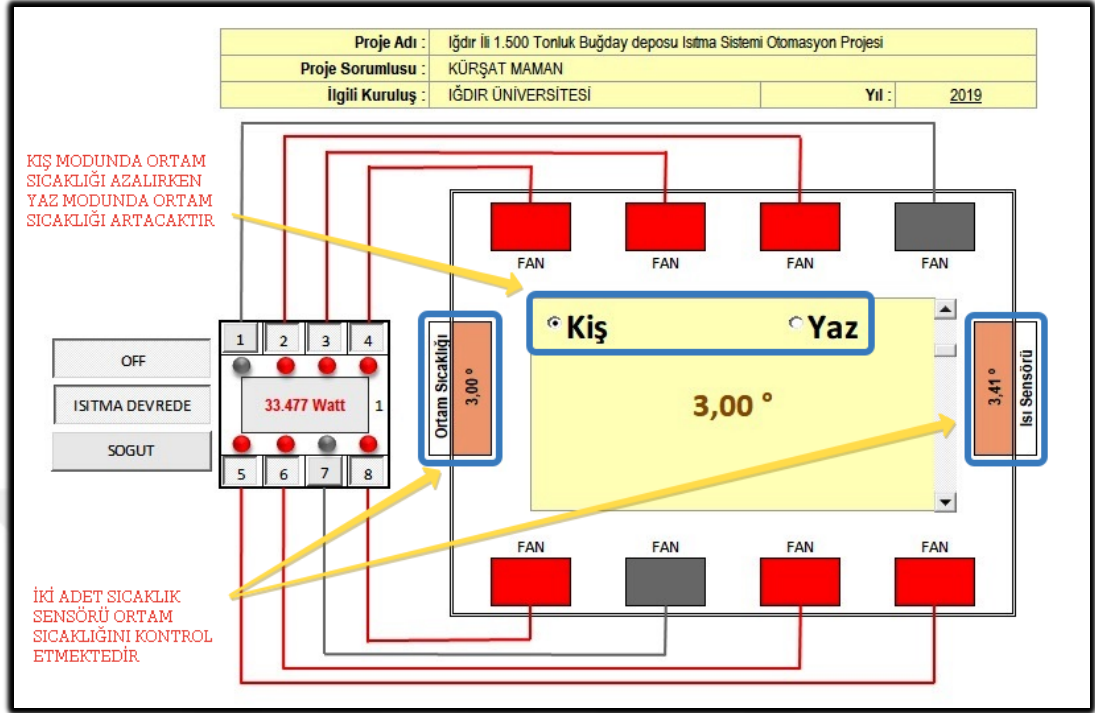 Proje Adı : Iğdır İli 1.500 Tonluk Buğday deposu Isıtma Sistemi Otomasyon Projesi
Proje Sorumlusu : KÜRŞAT MAMAN
İlgili Kuruluş : IĞDIR ÜNİVERSİTESİ Yıl : 2019
KIŞ MODUNDA ORTAM
SICAKLIĞI AZALIRKEN
YAZ MODUNDA ORTAM
SICAKLIĞI ARTACAKTIR
FAN FAN FAN FAN
Kiş Yaz
3,00 °
Ortam Sıcaklığı
3,00 °
3,41 °
Isı Sensörü
1 2 3 4
33.477 Watt 1
5 6 7 8
OFF
ISITMA DEVREDE
SOGUT
FAN FAN FAN FAN
İKİ ADET SICAKLIK
SENSÖRÜ ORTAM
SICAKLIĞINI KONTROL
ETMEKTEDİR